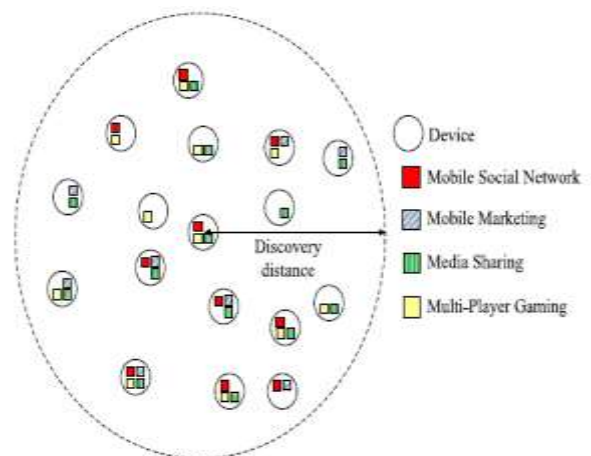 Device
Mobile Social Network
Mobile Marketing
Discovery
distance
Media Sharing
Multi-Player Gaming